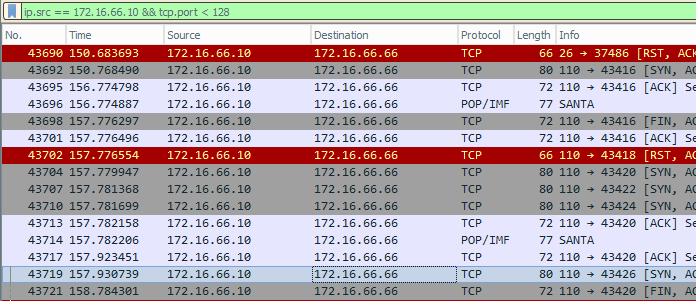 ip.src == 172.16.66.10 && tcp.port < 128
No. Time Source Destination Protocol Length Info
43690 150.683693 172.16.66.10 172.16.66.66 TCP 66 26 → 37486 [RST, ACK
43692 150.768490 172.16.66.10 172.16.66.66 TCP 80 110 → 43416 [SYN, AC
43695 156.774798 172.16.66.10 172.16.66.66 TCP 72 110 → 43416 [ACK] Se
43696 156.774887 172.16.66.10 172.16.66.66 POP/IMF 77 SANTA
43698 157.776297 172.16.66.10 172.16.66.66 TCP 72 110 → 43416 [FIN, AC
43701 157.776496 172.16.66.10 172.16.66.66 TCP 72 110 → 43416 [ACK] Se
43702 157.776554 172.16.66.10 172.16.66.66 TCP 66 110 → 43418 [RST, AC
43704 157.779947 172.16.66.10 172.16.66.66 TCP 80 110 → 43420 [SYN, AC
43707 157.781368 172.16.66.10 172.16.66.66 TCP 80 110 → 43422 [SYN, AC
43710 157.781699 172.16.66.10 172.16.66.66 TCP 80 110 → 43424 [SYN, AC
43713 157.782158 172.16.66.10 172.16.66.66 TCP 72 110 → 43420 [ACK] Se
43714 157.782206 172.16.66.10 172.16.66.66 POP/IMF 77 SANTA
43717 157.923451 172.16.66.10 172.16.66.66 TCP 72 110 → 43420 [ACK] Se
43719 157.930739 172.16.66.10 172.16.66.66 TCP 80 110 → 43426 [SYN, AC
43721 158.784301 172.16.66.10 172.16.66.66 TCP 72 110 → 43420 [FIN, AC